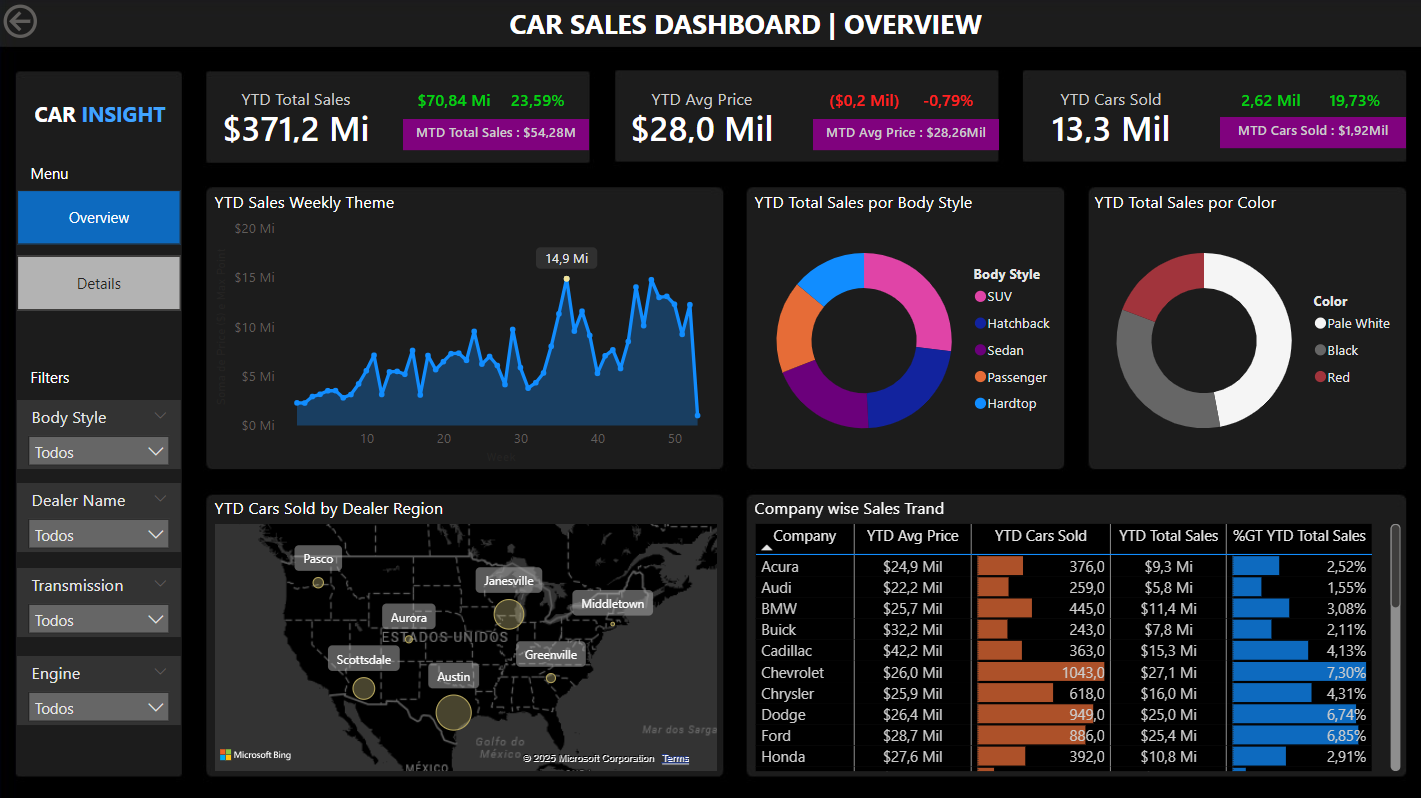 CAR SALES DASHBOARD | OVERVIEW
CAR INSIGHT
Menu
Overview
Details
Filters
Body Style
Todos
Dealer Name
Todos
Transmission
Todos
Engine
Todos
YTD Total Sales
$371,2 Mi
$70,84 Mi 23,59%
MTD Total Sales : $54,28M
YTD Avg Price
$28,0 Mil
($0,2 Mil) -0,79%
MTD Avg Price : $28,26Mil
YTD Cars Sold
13,3 Mil
2,62 Mil 19,73%
MTD Cars Sold : $1,92Mil
YTD Sales Weekly Theme
$20 Mi
$15 Mi
$10 Mi
$5 Mi
$0 Mi
14,9 Mi
10 20 30 40 50
YTD Total Sales por Body Style
Body Style
SUV
Hatchback
Sedan
Passenger
Hardtop
YTD Total Sales por Color
Color
Pale White
Black
Red
YTD Cars Sold by Dealer Region
Pasco
Janesville
Middletown
Aurora
ESTADOS UNIDOS
Greenville
Scottsdale
Austin
Mar dos Sarga
Golfo do
México
MÉXICO
Microsoft Bing
© 2025 Microsoft Corporation Terms
Company wise Sales Trand
Company YTD Avg Price YTD Cars Sold YTD Total Sales %GT YTD Total Sales
Acura $24,9 Mil 376,0 $9,3 Mi 2,52%
Audi $22,2 Mil 259,0 $5,8 Mi 1,55%
BMW $25,7 Mil 445,0 $11,4 Mi 3,08%
Buick $32,2 Mil 243,0 $7,8 Mi 2,11%
Cadillac $42,2 Mil 363,0 $15,3 Mi 4,13%
Chevrolet $26,0 Mil 1043,0 $27,1 Mi 7,30%
Chrysler $25,9 Mil 618,0 $16,0 Mi 4,31%
Dodge $26,4 Mil 949,0 $25,0 Mi 6,74%
Ford $28,7 Mil 886,0 $25,4 Mi 6,85%
Honda $27,6 Mil 392,0 $10,8 Mi 2,91%